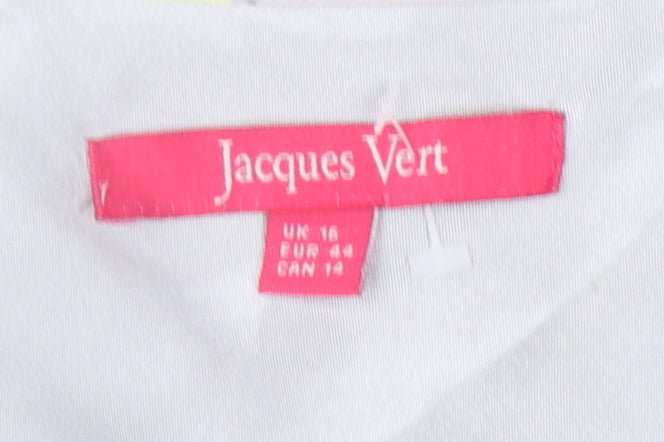 Jacques Vert
UK 16
EUR 44
CAN 14